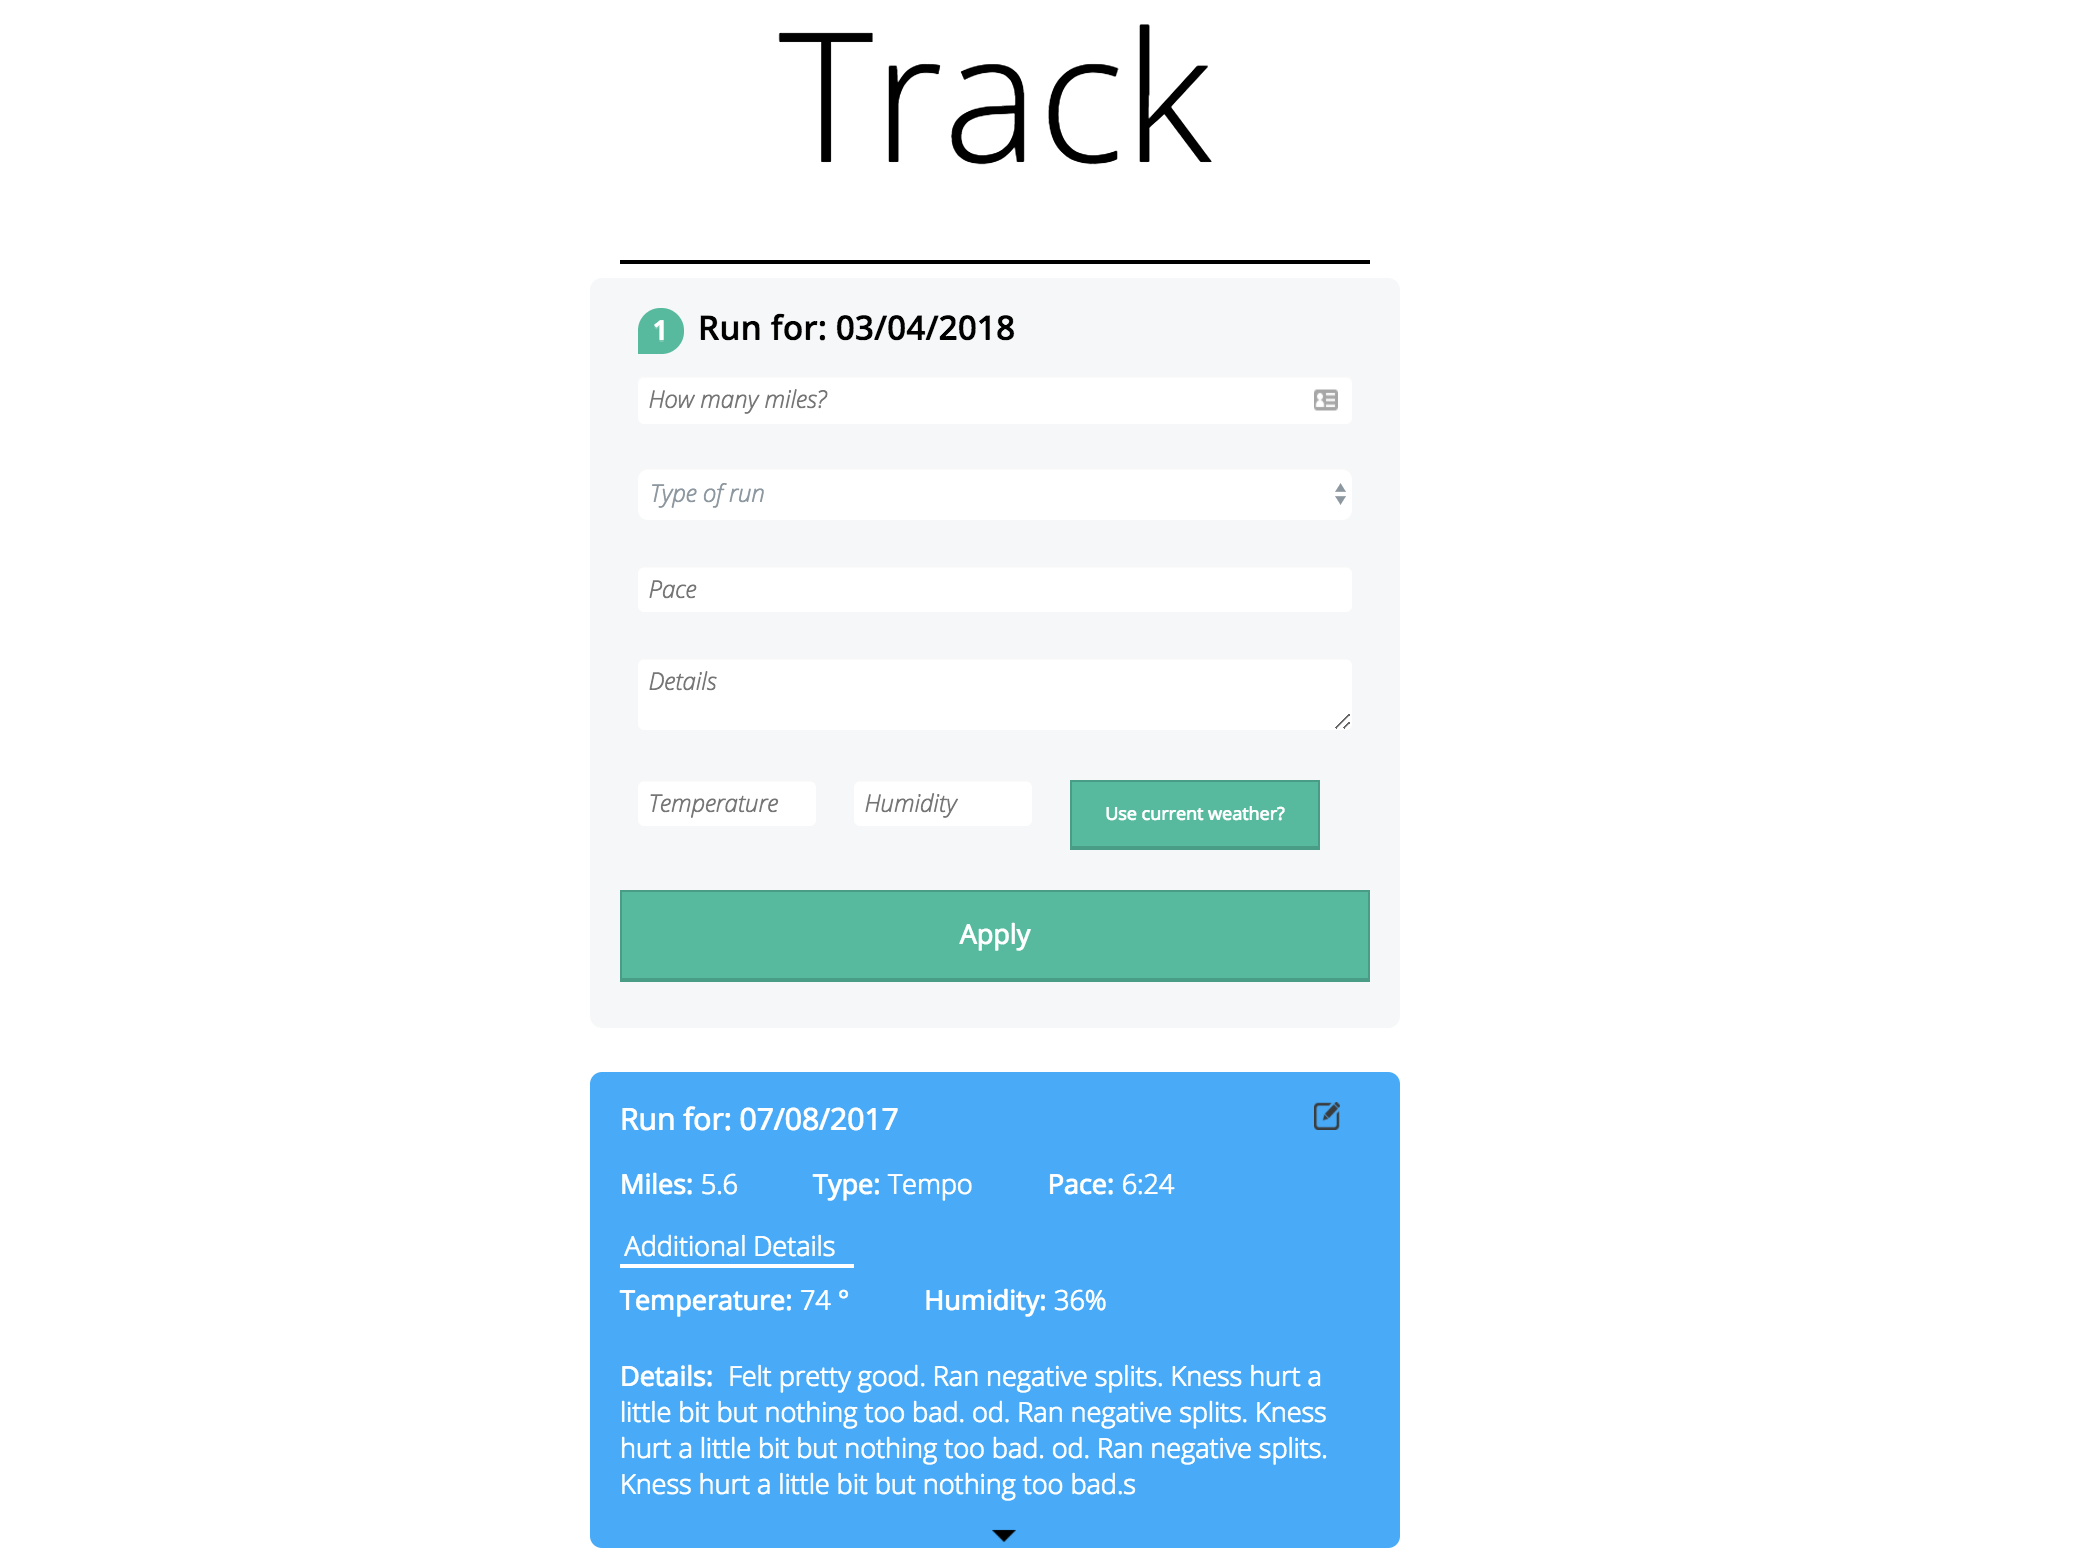 Track
1 Run for: 03/04/2018
How many miles?
Type of run
Pace
Details
Temperature Humidity Use current weather?
Apply
Run for: 07/08/2017
Miles: 5.6 Type: Tempo Pace: 6:24
Additional Details
Temperature: 74 ° Humidity: 36%
Details: Felt pretty good. Ran negative splits. Kness hurt a
little bit but nothing too bad. od. Ran negative splits. Kness
hurt a little bit but nothing too bad. od. Ran negative splits.
Kness hurt a little bit but nothing too bad.s